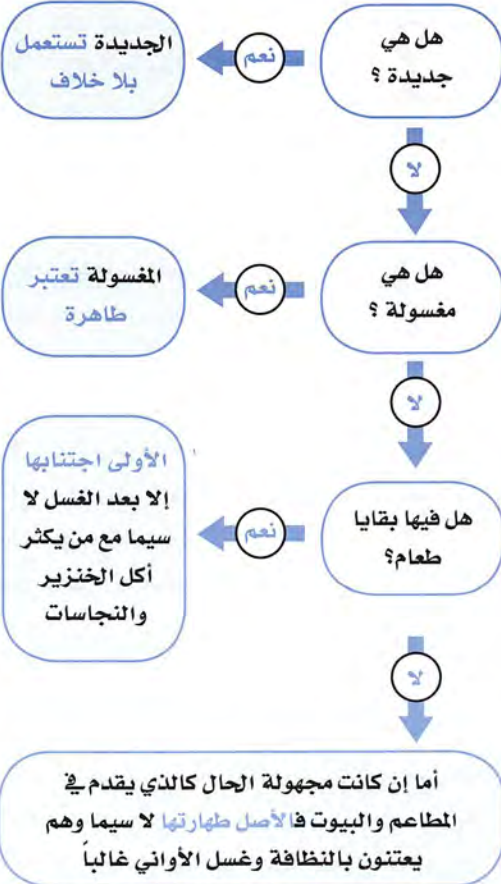 هل هي
جديدة ؟
نعم
الجديدة تستعمل
بلا خلاف
لا
هل هي
مغسولة ؟
نعم
المغسولة تعتبر
طاهرة
لا
هل فيها بقايا
طعام؟
نعم
الأولى اجتنابها
إلا بعد الغسل لا
سيما مع من يكثر
أكل الخنزير
والنجاسات
لا
أما إن كانت مجهولة الحال كالذي يقدم في
المطاعم والبيوت فالأصل طهارتها لا سيما وهم
يعتنون بالنظافة وغسل الأواني غالباً